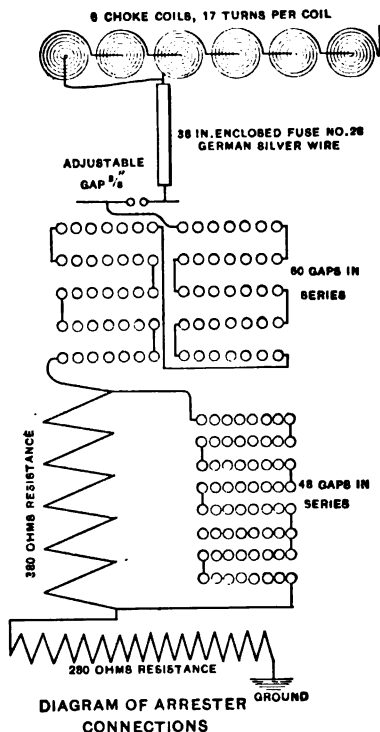 6 CHOKE COILS, 17 TURNS PER COIL
36 IN. ENCLOSED FUSE NO. 26
GERMAN SILVER WIRE
ADJUSTABLE
GAP 5/8"
60 GAPS IN
SERIES
380 OHMS RESISTANCE
48 GAPS IN
SERIES
280 OHMS RESISTANCE
GROUND
DIAGRAM OF ARRESTER
CONNECTIONS